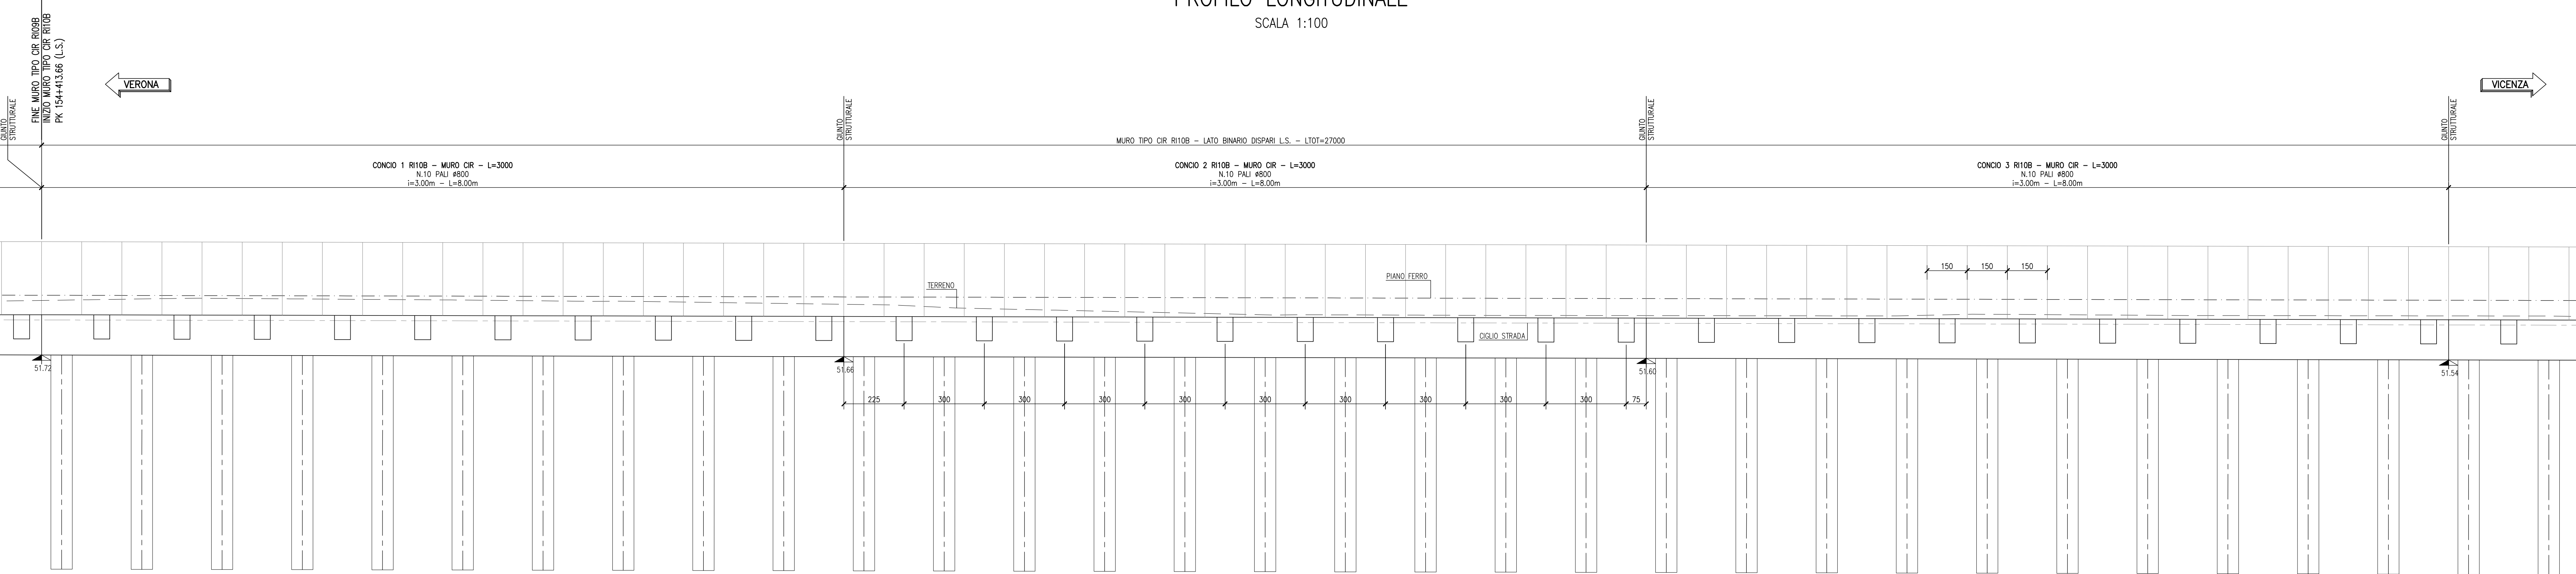 PROFILO LONGITUDINALE
SCALA 1:100
GIUNTO
STRUTTURALE
FINE MURO TIPO CIR RI09B
INIZIO MURO TIPO CIR RI10B
PK 154+413.66 (L.S.)
VERONA
VICENZA
GIUNTO
STRUTTURALE
GIUNTO
STRUTTURALE
GIUNTO
STRUTTURALE
MURO TIPO CIR RI10B - LATO BINARIO DISPARI L.S. - LTOT=27000
CONCIO 1 RI10B - MURO CIR - L=3000
N.10 PALI ø800
i=3.00m - L=8.00m
CONCIO 2 RI10B - MURO CIR - L=3000
N.10 PALI ø800
i=3.00m - L=8.00m
CONCIO 3 RI10B - MURO CIR - L=3000
N.10 PALI ø800
i=3.00m - L=8.00m
150 150 150
PIANO FERRO
TERRENO
CIGLIO STRADA
51.72
51.66
51.60
51.54
225 300 300 300 300 300 300 300 300 300 75